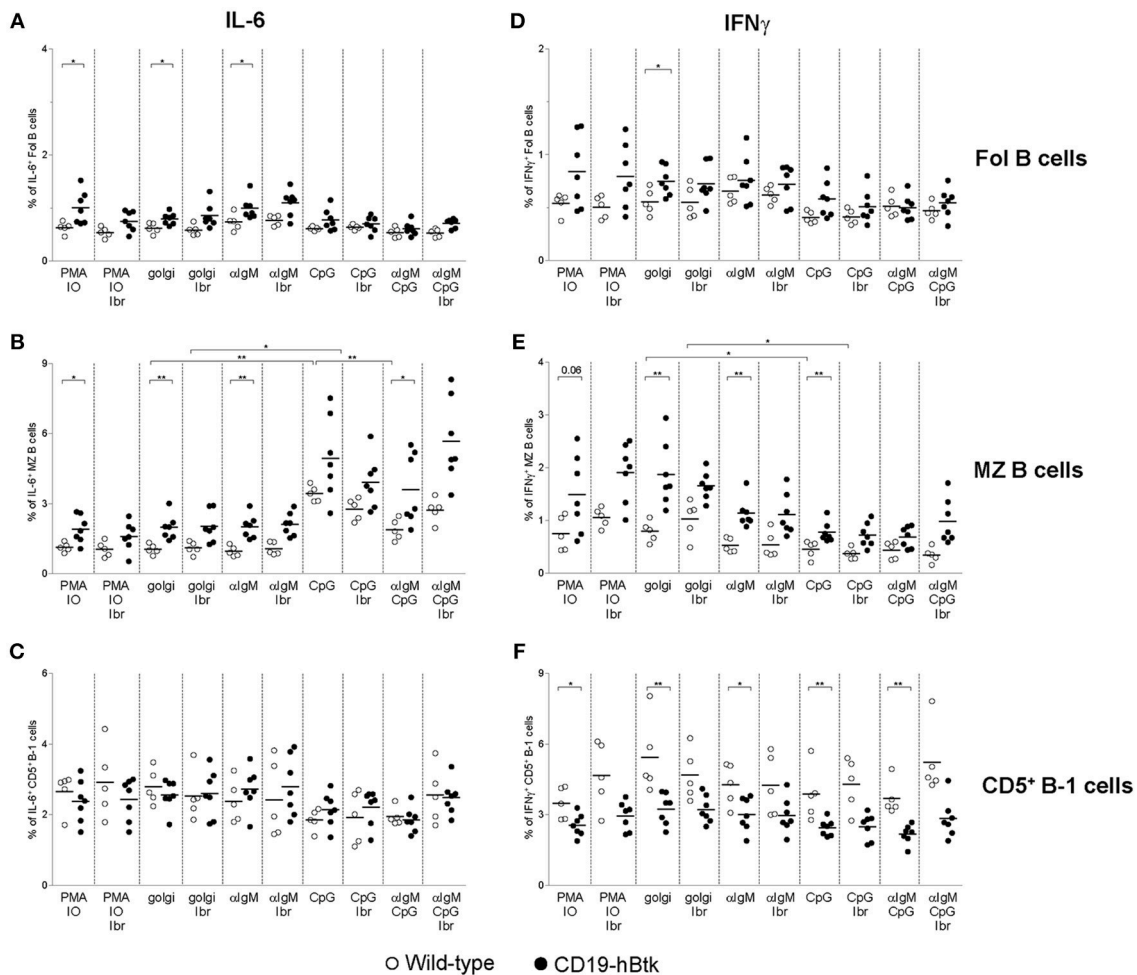 IL-6
IFNγ
A
% of IL-6⁺ Fol B cells
4
2
1
0
* * *
PMA IO
PMA IO Ibr
golgi
golgi Ibr
αIgM
αIgM Ibr
CpG
CpG Ibr
αIgM CpG
αIgM CpG Ibr
D
% of IFNγ⁺ Fol B cells
2
1
0
*
PMA IO
PMA IO Ibr
golgi
golgi Ibr
αIgM
αIgM Ibr
CpG
CpG Ibr
αIgM CpG
αIgM CpG Ibr
Fol B cells
B
% of IL-6⁺ MZ B cells
9
6
3
0
*
** **
* ** ** *
PMA IO
PMA IO Ibr
golgi
golgi Ibr
αIgM
αIgM Ibr
CpG
CpG Ibr
αIgM CpG
αIgM CpG Ibr
E
% of IFNγ⁺ MZ B cells
4
3
2
1
0
*
*
0.06 ** ** **
PMA IO
PMA IO Ibr
golgi
golgi Ibr
αIgM
αIgM Ibr
CpG
CpG Ibr
αIgM CpG
αIgM CpG Ibr
MZ B cells
C
% of IL-6⁺ CD5⁺ B-1 cells
6
4
2
0
PMA IO
PMA IO Ibr
golgi
golgi Ibr
αIgM
αIgM Ibr
CpG
CpG Ibr
αIgM CpG
αIgM CpG Ibr
F
% of IFNγ⁺ CD5⁺ B-1 cells
9
6
3
0
* ** * ** **
PMA IO
PMA IO Ibr
golgi
golgi Ibr
αIgM
αIgM Ibr
CpG
CpG Ibr
αIgM CpG
αIgM CpG Ibr
CD5⁺ B-1 cells
Wild-type
CD19-hBtk